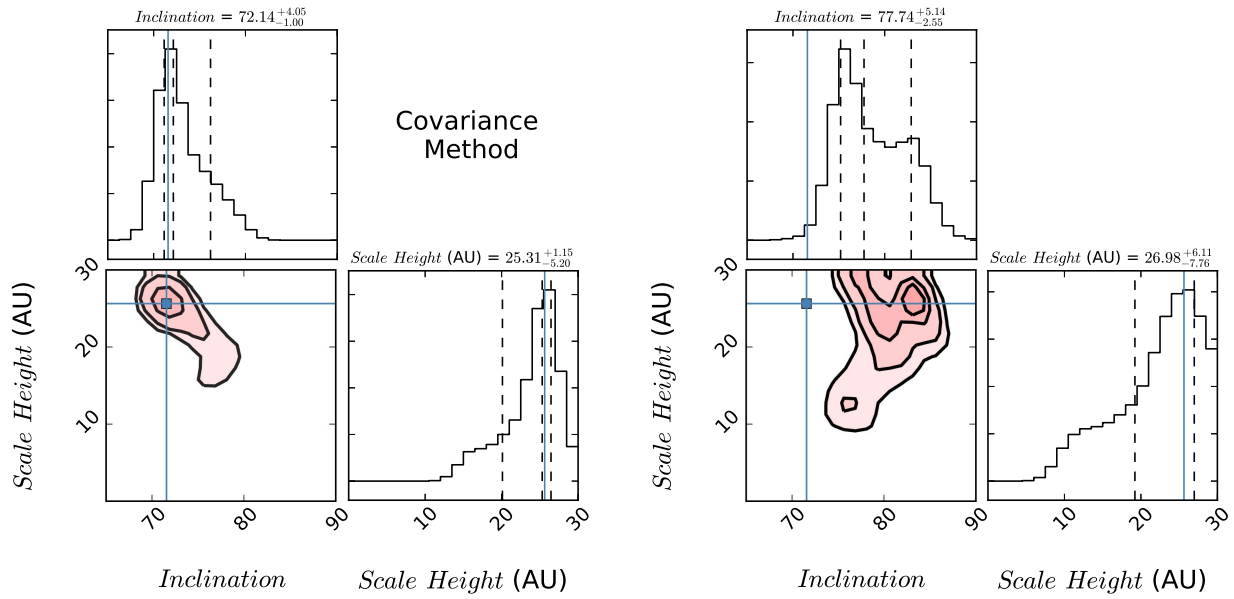 Inclination = 72.14 +4.05 −1.00
Covariance
Method
Scale Height (AU) = 25.31 +1.15 −5.20
30
20
10
Scale Height (AU)
70
80
90
10
20
30
Inclination
Scale Height (AU)
Inclination = 77.74 +5.14 −2.55
Scale Height (AU) = 26.98 +6.11 −7.76
30
20
10
Scale Height (AU)
70
80
90
10
20
30
Inclination
Scale Height (AU)